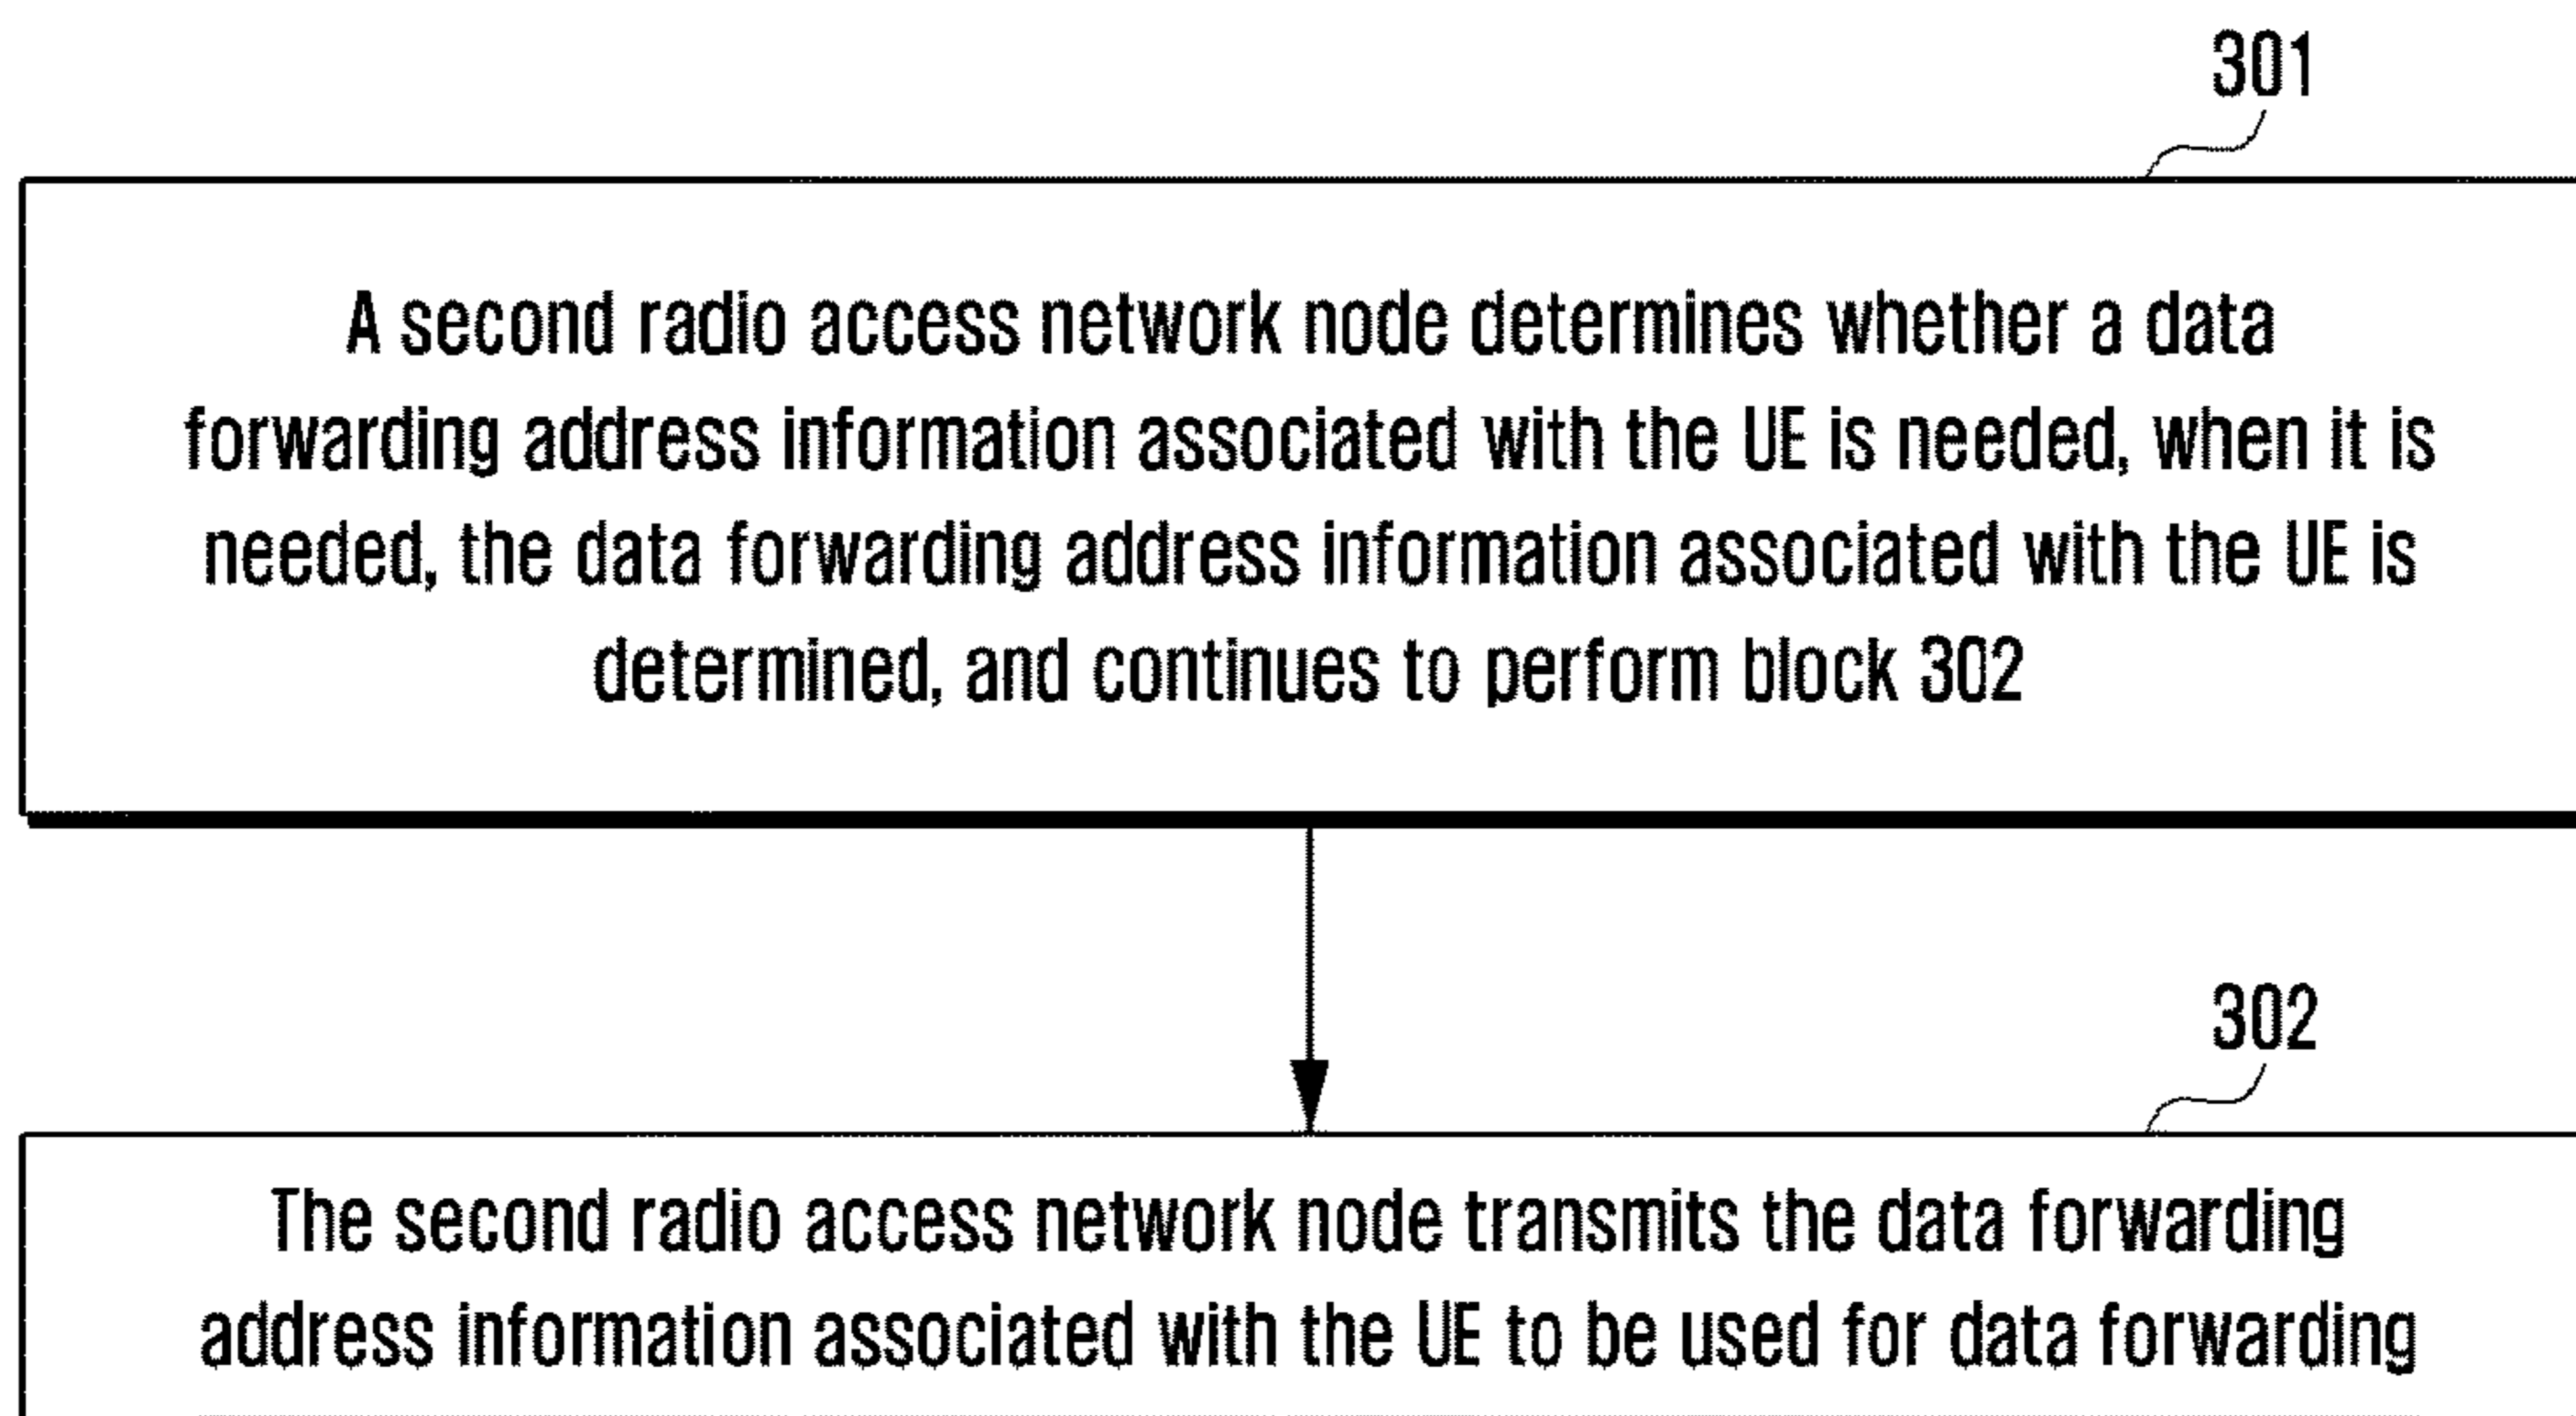 301
A second radio access network node determines whether a data
forwarding address information associated with the UE is needed, when it is
needed, the data forwarding address information associated with the UE is
determined, and continues to perform block 302
302
The second radio access network node transmits the data forwarding
address information associated with the UE to be used for data forwarding